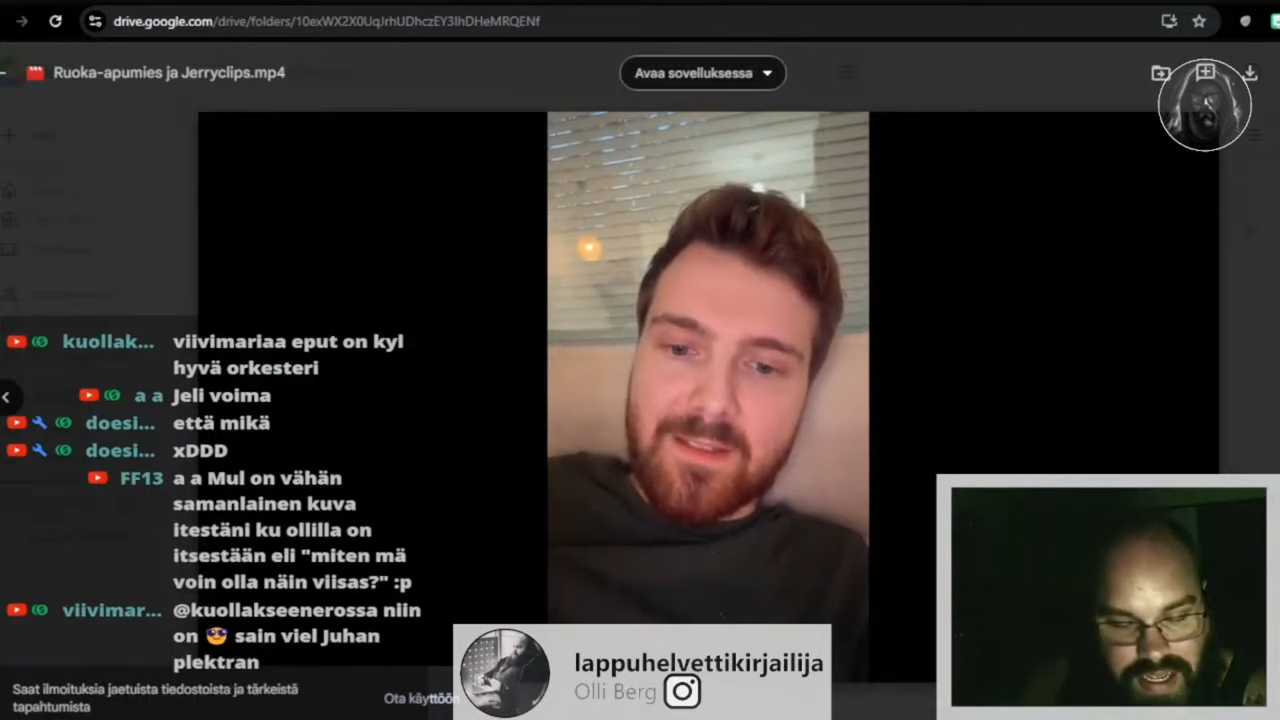 drive.google.com/drive/folders/10exWX2X0UqJrhUDhczEY3IhDHeMRQENf
Ruoka-apumies ja Jerryclips.mp4
Avaa sovelluksessa
kuollak... viivimariaa eput on kyl
hyvä orkesteri
a a Jeli voima
doesi... että mikä
doesi... xDDD
FF13 a a Mul on vähän
samanlainen kuva
itestäni ku ollilla on
itsestään eli "miten mä
voin olla näin viisas?" :p
viivimar... @kuollakseenerossa niin
on 😎 sain viel Juhan
plektran
Saat ilmoituksia jaetuista tiedostoista ja tärkeistä
tapahtumista
Ota käyttöön
lappuhelvettikirjailija
Olli Berg